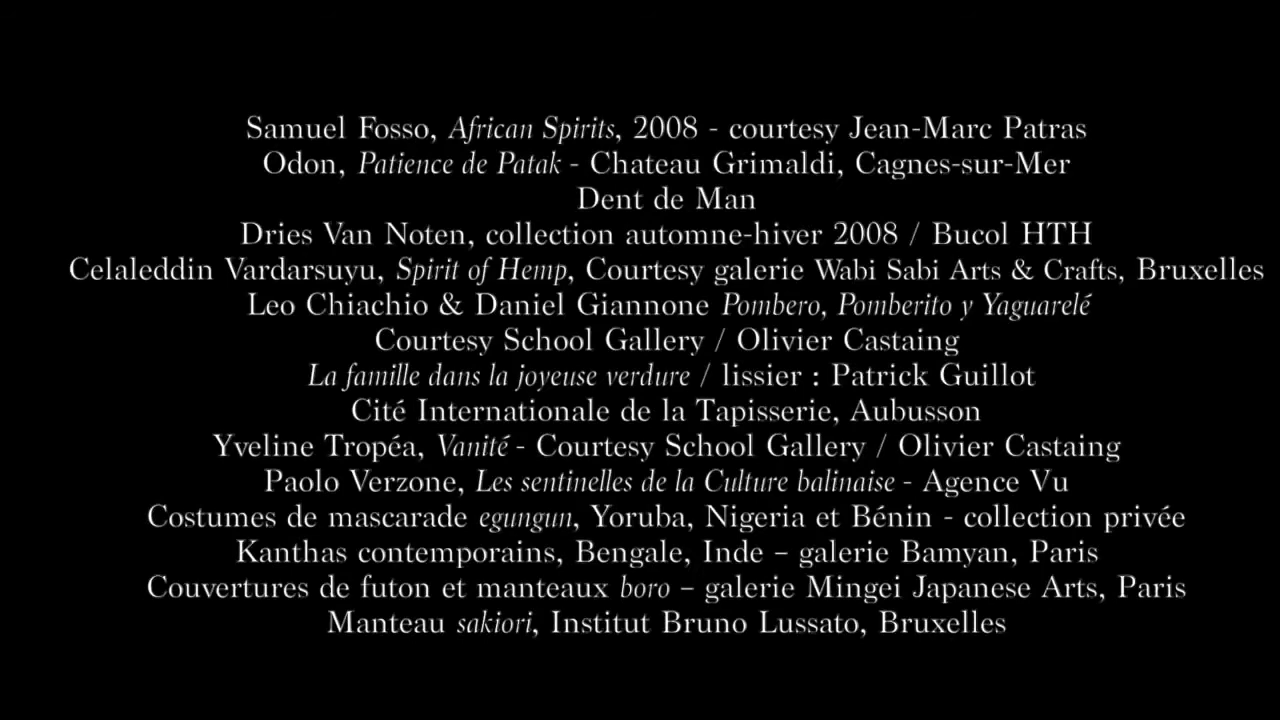 Samuel Fosso, African Spirits, 2008 - courtesy Jean-Marc Patras
Odon, Patience de Patak - Chateau Grimaldi, Cagnes-sur-Mer
Dent de Man
Dries Van Noten, collection automne-hiver 2008 / Bucol HTH
Celaleddin Vardarsuyu, Spirit of Hemp, Courtesy galerie Wabi Sabi Arts & Crafts, Bruxelles
Leo Chiachio & Daniel Giannone Pombero, Pomberito y Yaguarelé
Courtesy School Gallery / Olivier Castaing
La famille dans la joyeuse verdure / lissier : Patrick Guillot
Cité Internationale de la Tapisserie, Aubusson
Yveline Tropéa, Vanité - Courtesy School Gallery / Olivier Castaing
Paolo Verzone, Les sentinelles de la Culture balinaise - Agence Vu
Costumes de mascarade egungun, Yoruba, Nigeria et Bénin - collection privée
Kanthas contemporains, Bengale, Inde – galerie Bamyan, Paris
Couvertures de futon et manteaux boro – galerie Mingei Japanese Arts, Paris
Manteau sakiori, Institut Bruno Lussato, Bruxelles